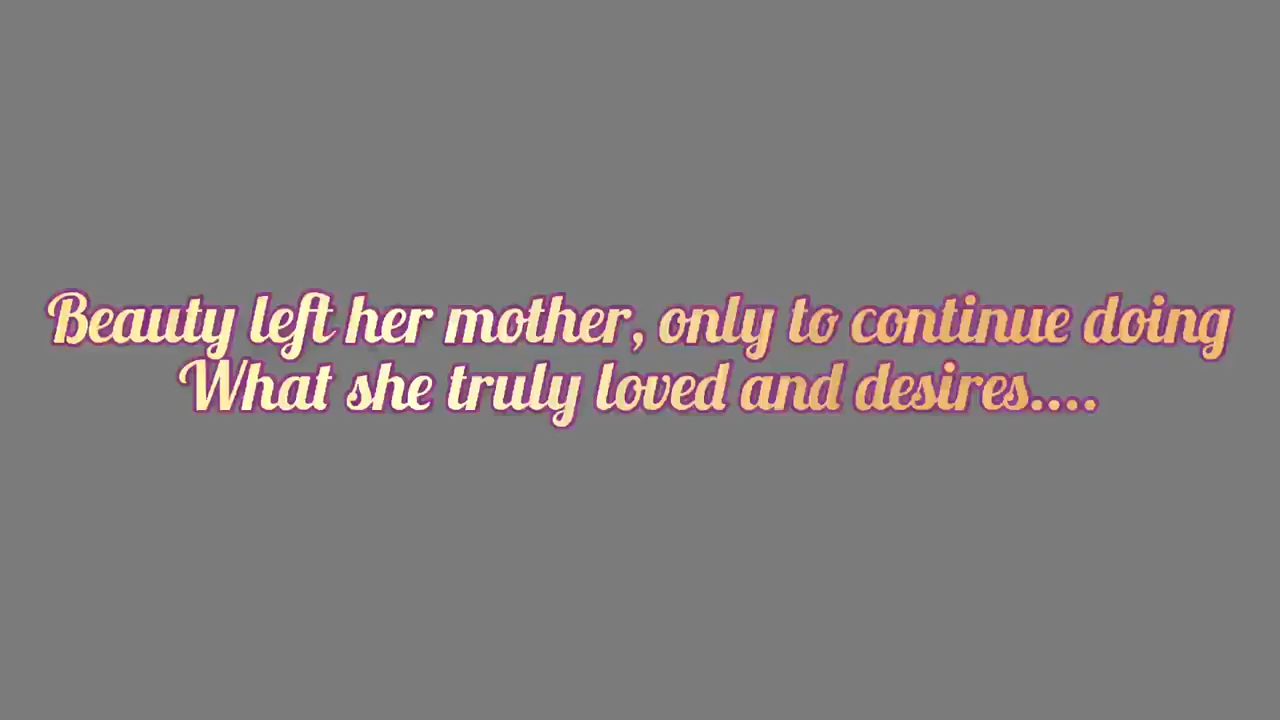 Beauty left her mother, only to continue doing
What she truly loved and desires....